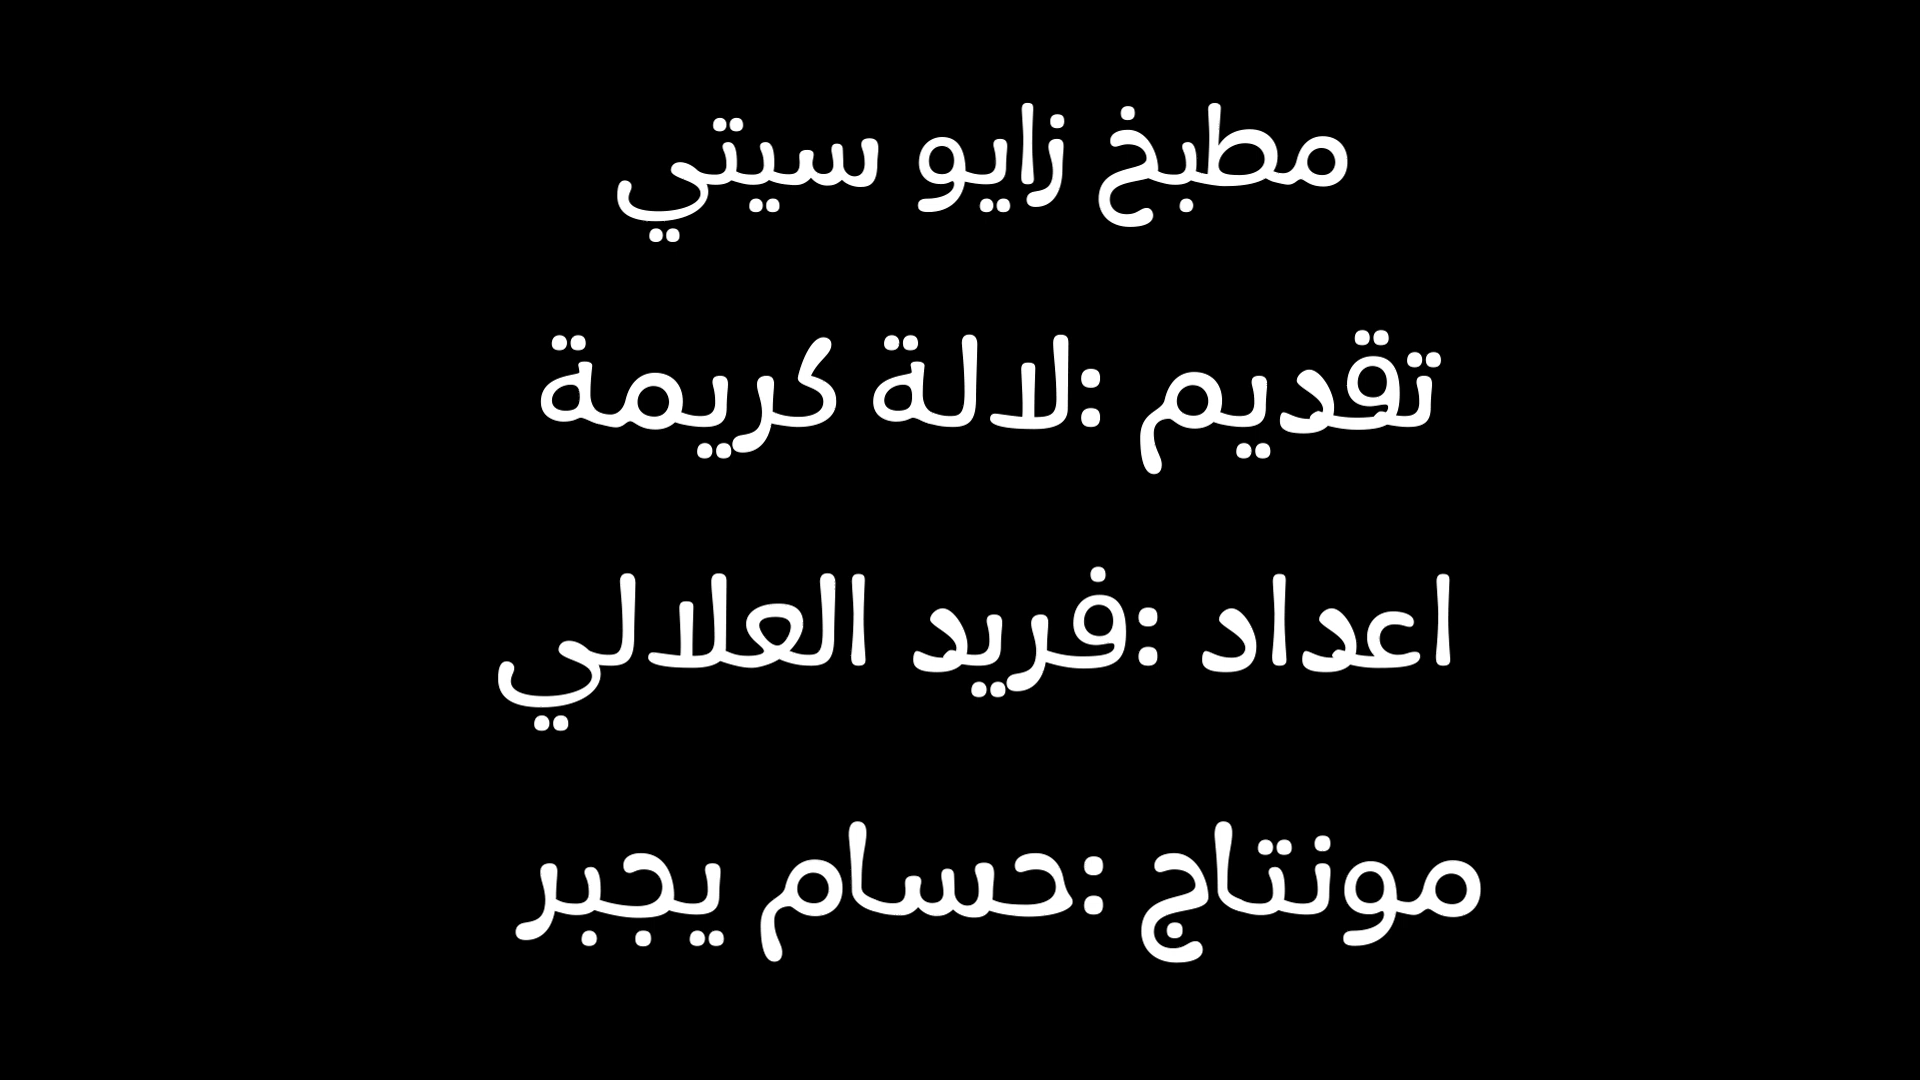 مطبخ زايو سيتي
تقديم :لالة كريمة
اعداد :فريد العلالي
مونتاج :حسام يجبر